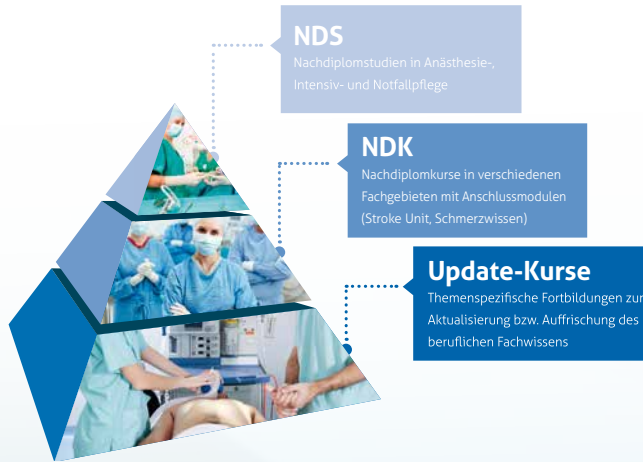 NDS
Nachdiplomstudien in Anästhesie-,
Intensiv- und Notfallpflege
NDK
Nachdiplomkurse in verschiedenen
Fachgebieten mit Anschlussmodulen
(Stroke Unit, Schmerzwissen)
Update-Kurse
Themenspezifische Fortbildungen zur
Aktualisierung bzw. Auffrischung des
beruflichen Fachwissens